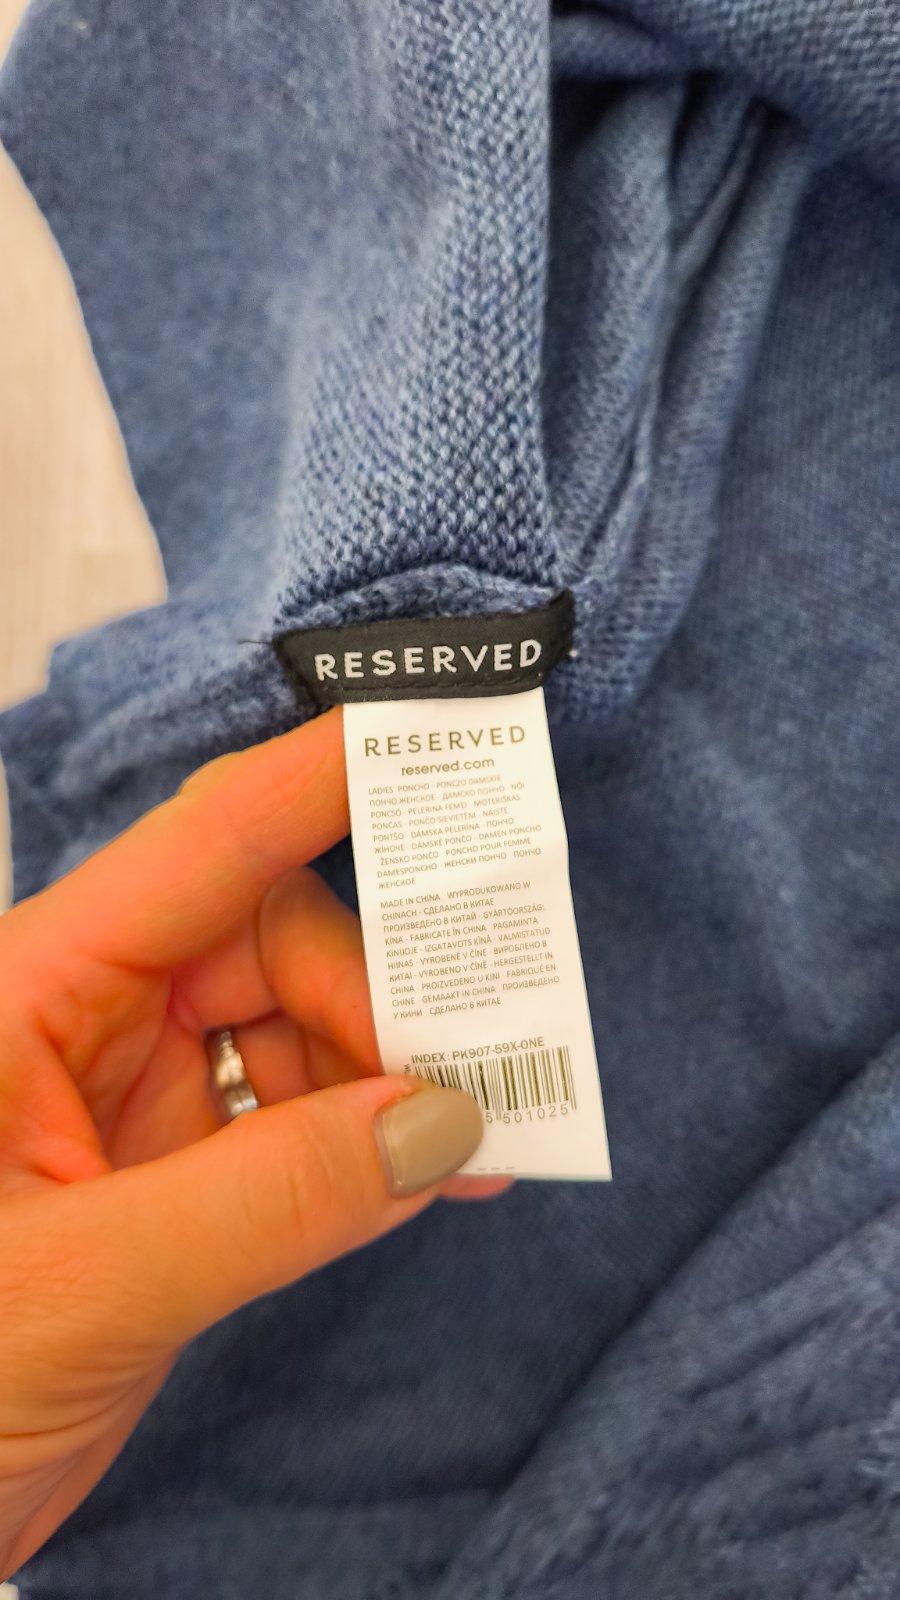 RESERVED
RESERVED
reserved.com
LADIES PONCHO · PONCZO DAMSKIE
ПОНЧО ЖЕНСКОЕ · ДАМСКО ПОНЧО · NŐI
PONCSÓ · PELERINA FEMEI · MOTERIŠKAS
PONČAS · PONČO SIEVIETĒM · NAISTE
PONTŠO · DÁMSKA PELERÍNA · ПОНЧО
ЖІНОЧЕ · DÁMSKÉ PONČO · DAMEN PONCHO
ŽENSKO PONČO · PONCHO POUR FEMME
DAMESPONCHO · ЖЕНСКИ ПОНЧО · ПОНЧО
ЖЕНСКОЕ
MADE IN CHINA · WYPRODUKOWANO W
CHINACH · СДЕЛАНО В КИТАЕ
ПРОИЗВЕДЕНО В КИТАЙ · GYÁRTÓORSZÁG:
KÍNA · FABRICATE ÎN CHINA · PAGAMINTA
KINIJOJE · IZGATAVOTS ĶĪNĀ · VALMISTATUD
HIINAS · VYROBENÉ V ČÍNE · ВИРОБЛЕНО В
КИТАЇ · VYROBENO V ČÍNĚ · HERGESTELLT IN
CHINA · PROIZVEDENO U KINI · FABRIQUÉ EN
CHINE · GEMAAKT IN CHINA · ПРОИЗВЕДЕНО
У КИНИ · СДЕЛАНО В КИТАЕ
INDEX: PK907-59X-ONE
5 501025